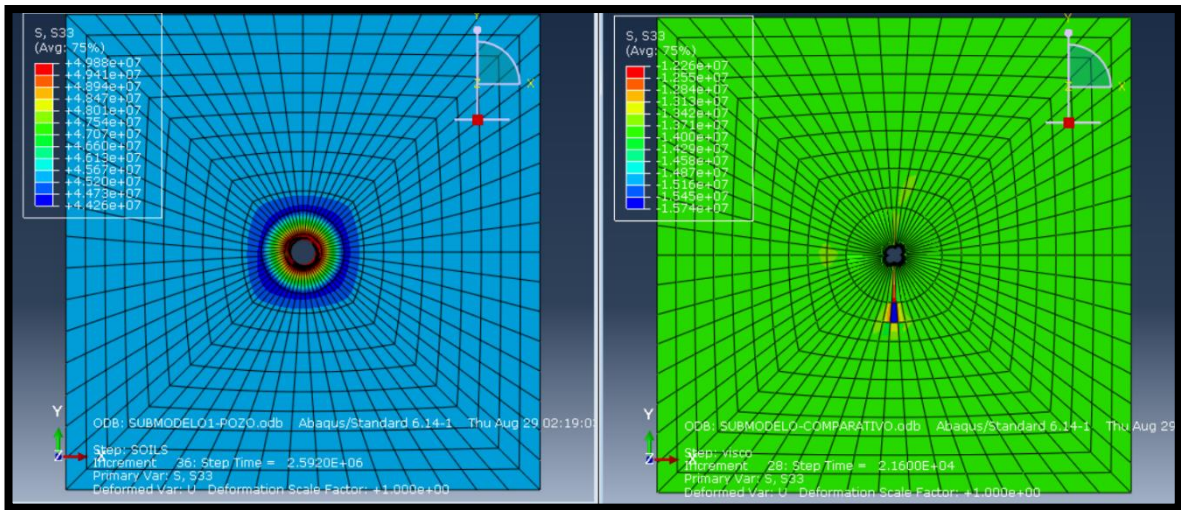 S, S33
(Avg: 75%)
+4.988e+07
+4.941e+07
+4.894e+07
+4.847e+07
+4.801e+07
+4.754e+07
+4.707e+07
+4.660e+07
+4.613e+07
+4.567e+07
+4.520e+07
+4.473e+07
+4.426e+07
Y
X
Z
ODB: SUBMODELO1-POZO.odb Abaqus/Standard 6.14-1 Thu Aug 29 02:19:0
Y
X
Z
Step: SOILS
Increment 36: Step Time = 2.5920E+06
Primary Var: S, S33
Deformed Var: U Deformation Scale Factor: +1.000e+00
S, S33
(Avg: 75%)
-1.226e+07
-1.255e+07
-1.284e+07
-1.313e+07
-1.342e+07
-1.371e+07
-1.400e+07
-1.429e+07
-1.458e+07
-1.487e+07
-1.516e+07
-1.545e+07
-1.574e+07
Y
X
Z
ODB: SUBMODELO-COMPARATIVO.odb Abaqus/Standard 6.14-1 Thu Aug 29
Y
X
Z
Step: visco
Increment 28: Step Time = 2.1600E+04
Primary Var: S, S33
Deformed Var: U Deformation Scale Factor: +1.000e+00